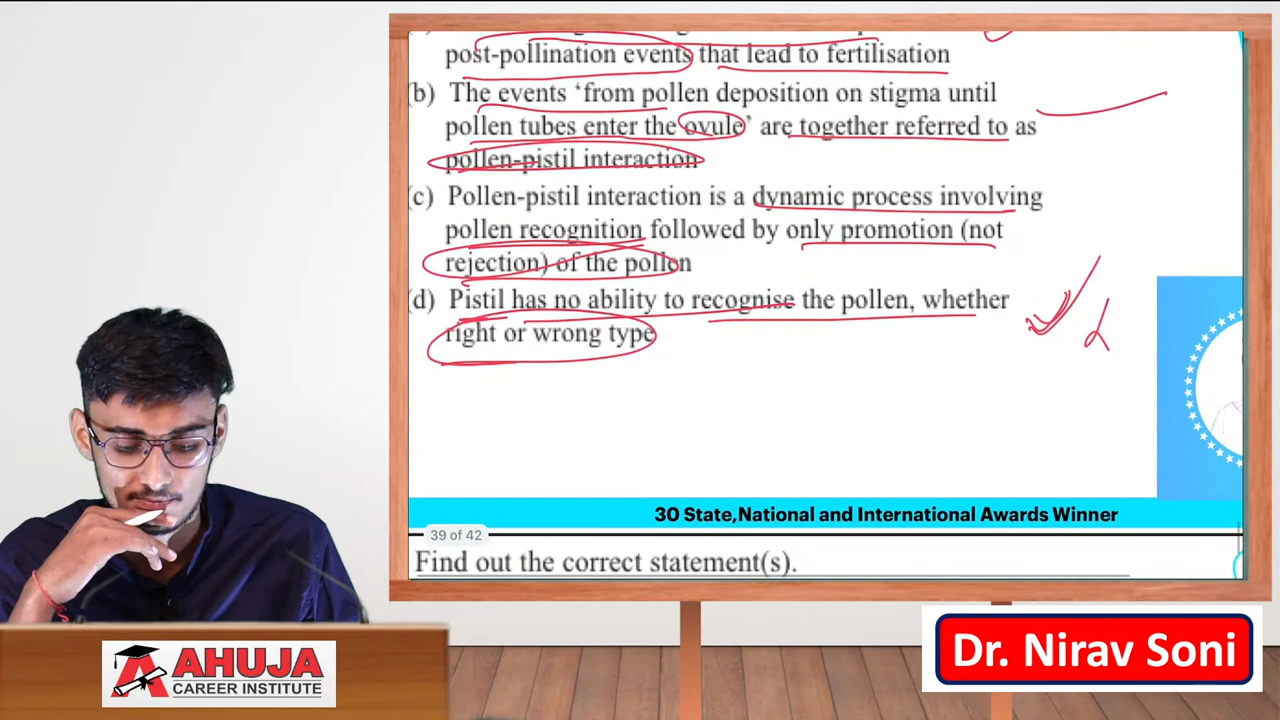 post-pollination events that lead to fertilisation
(b) The events ‘from pollen deposition on stigma until
pollen tubes enter the ovule’ are together referred to as
pollen-pistil interaction
(c) Pollen-pistil interaction is a dynamic process involving
pollen recognition followed by only promotion (not
rejection) of the pollen
(d) Pistil has no ability to recognise the pollen, whether
right or wrong type
30 State,National and International Awards Winner
39 of 42
Find out the correct statement(s).
Dr. Nirav Soni
AHUJA
CAREER INSTITUTE